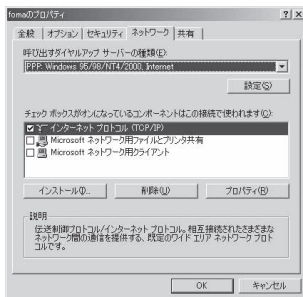 fomaのプロパティ
全般 オプション セキュリティ ネットワーク 共有
呼び出すダイヤルアップ サーバーの種類(E):
PPP: Windows 95/98/NT4/2000, Internet
設定(S)
チェック ボックスがオンになっているコンポーネントはこの接続で使われます(C):
インターネット プロトコル (TCP/IP)
Microsoft ネットワーク用ファイルとプリンタ共有
Microsoft ネットワーク用クライアント
インストール(I)... 削除(U) プロパティ(R)
説明
伝送制御プロトコル/インターネット プロトコル。相互接続されたさまざまな
ネットワーク間の通信を提供する、既定のワイド エリア ネットワーク プロト
コルです。
OK キャンセル